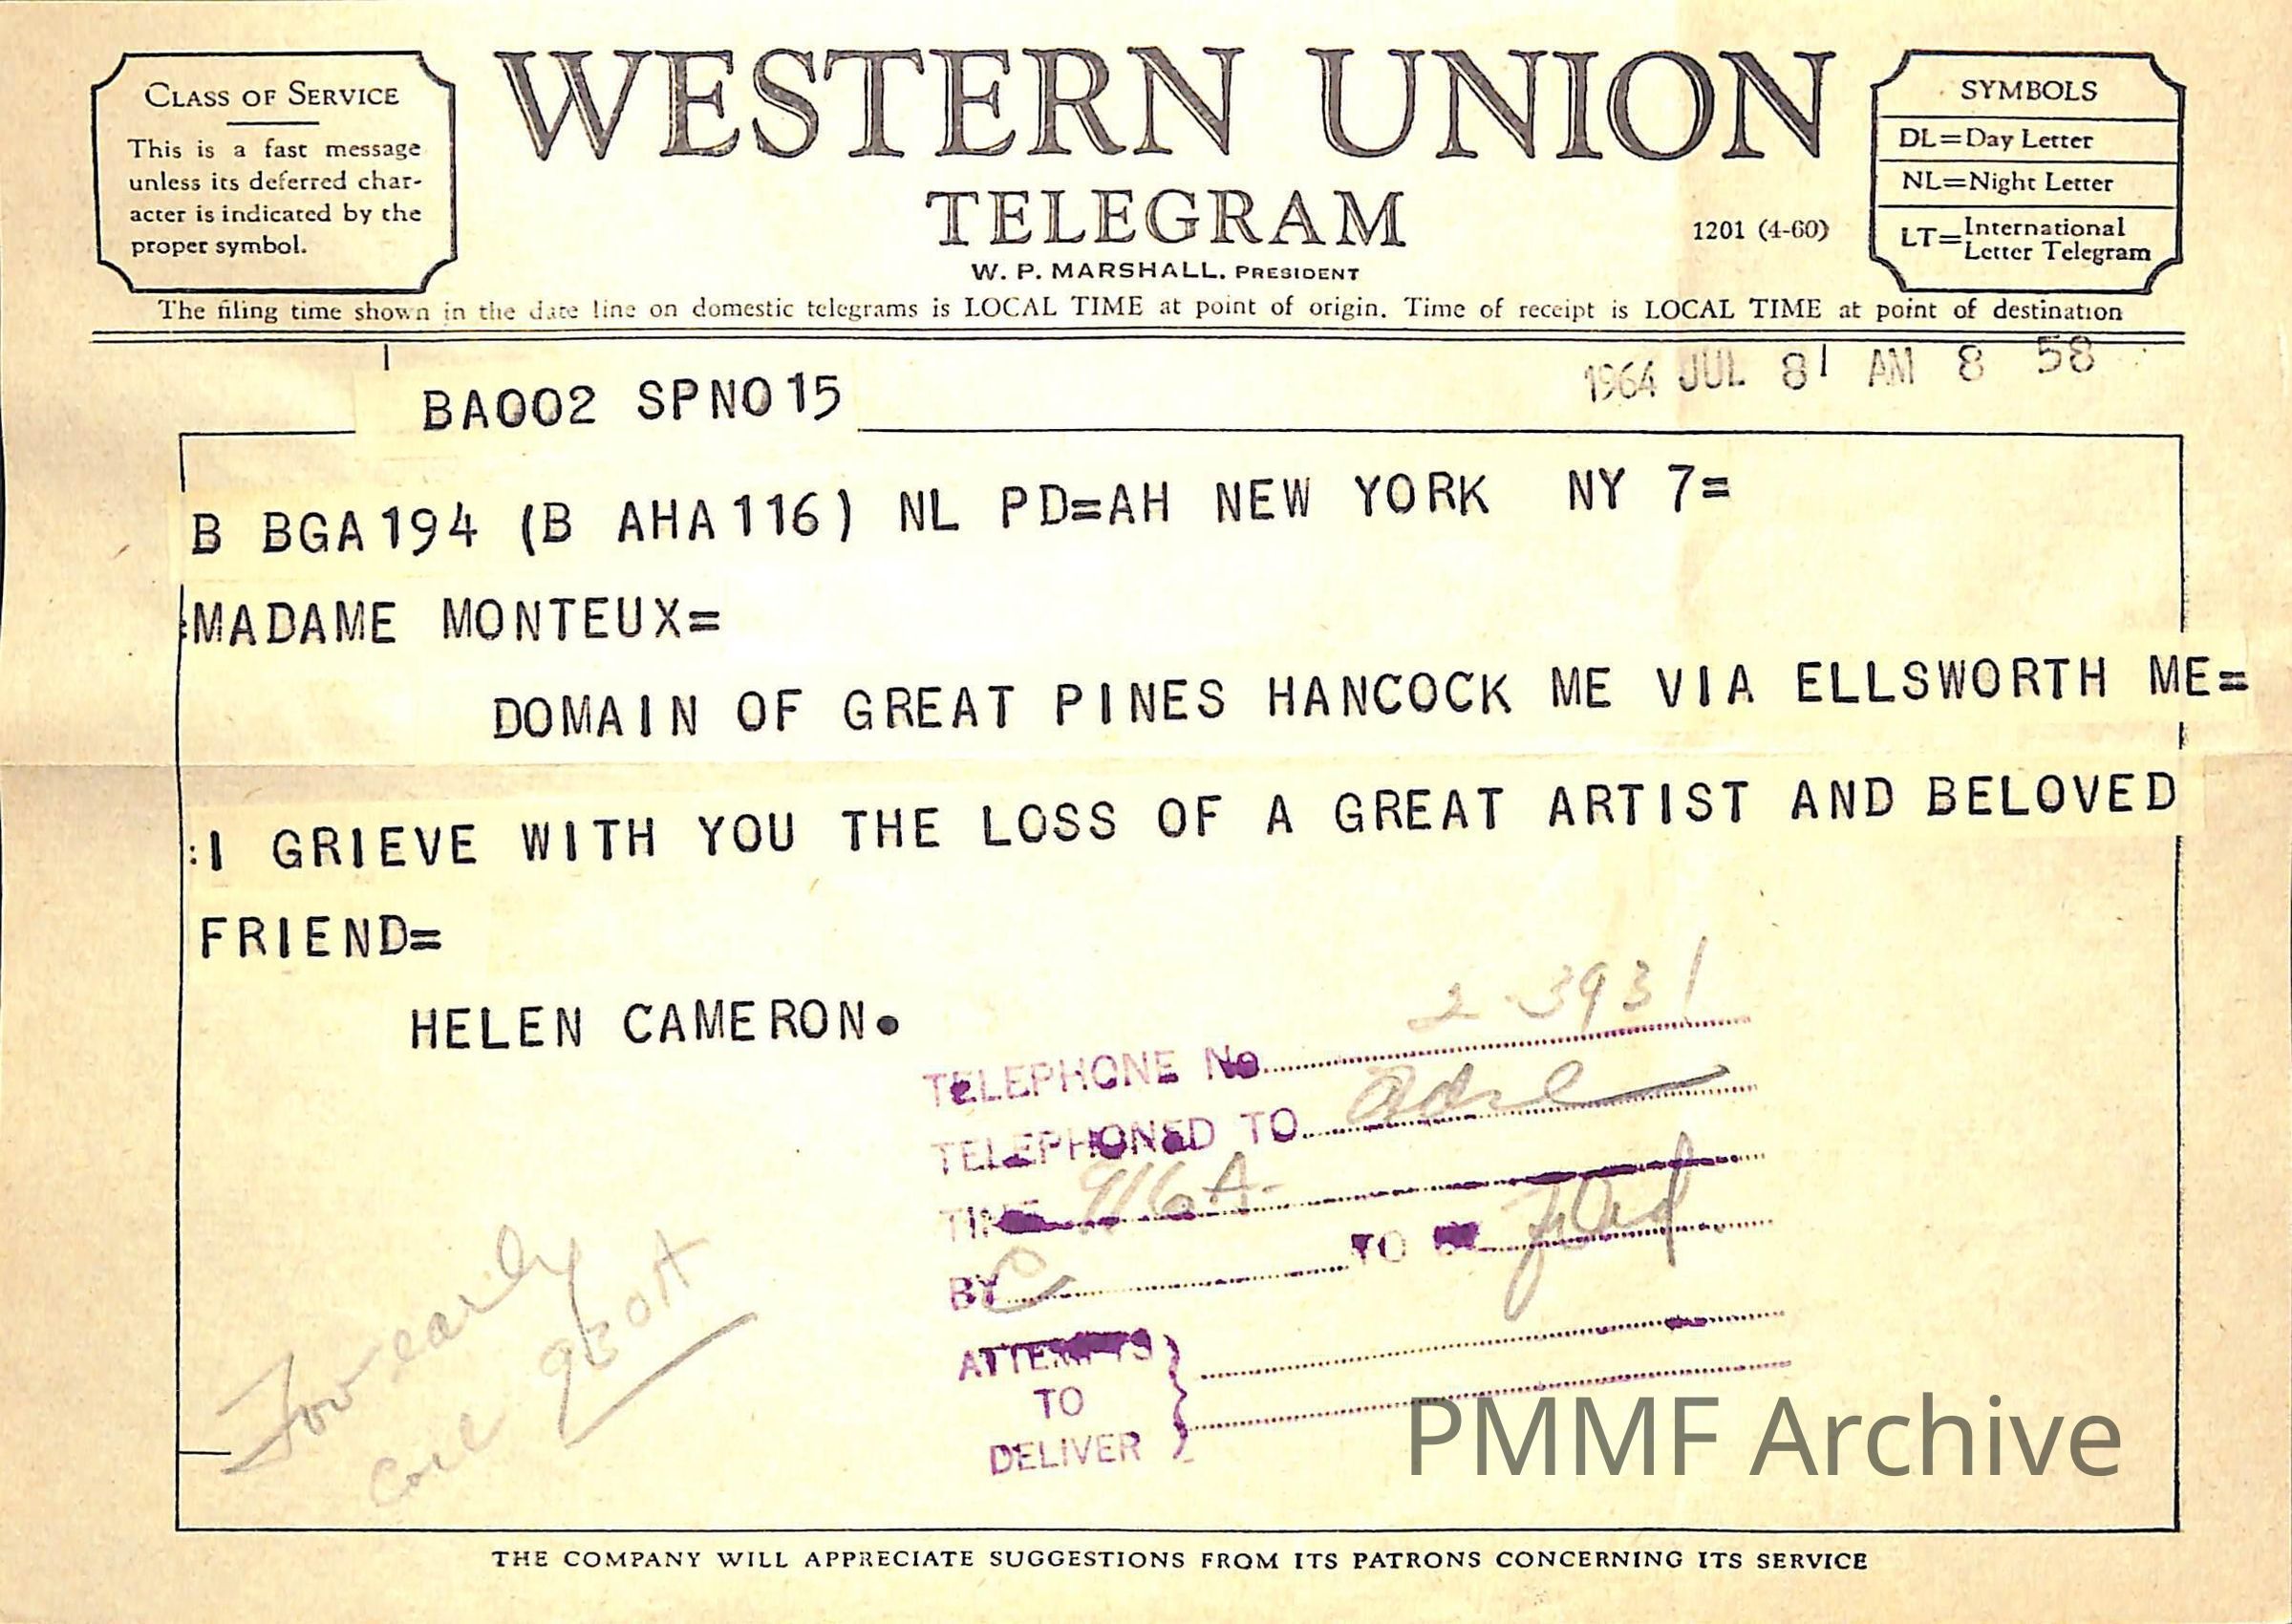 CLASS OF SERVICE
This is a fast message
unless its deferred char-
acter is indicated by the
proper symbol.
WESTERN UNION
TELEGRAM
W. P. MARSHALL, PRESIDENT
1201 (4-60)
SYMBOLS
DL=Day Letter
NL=Night Letter
LT=International
Letter Telegram
The filing time shown in the date line on domestic telegrams is LOCAL TIME at point of origin. Time of receipt is LOCAL TIME at point of destination
1964 JUL 8 AM 8 58
BA002 SPN015
B BGA194 (B AHA116) NL PD=AH NEW YORK NY 7=
:MADAME MONTEUX=
DOMAIN OF GREAT PINES HANCOCK ME VIA ELLSWORTH ME=
:I GRIEVE WITH YOU THE LOSS OF A GREAT ARTIST AND BELOVED
FRIEND=
HELEN CAMERON.
TELEPHONE No. 2-3931
TELEPHONED TO
TIME 916A
BY C TO
ATTEMPTS
TO
DELIVER
Too early
call 930A
PMMF Archive
THE COMPANY WILL APPRECIATE SUGGESTIONS FROM ITS PATRONS CONCERNING ITS SERVICE